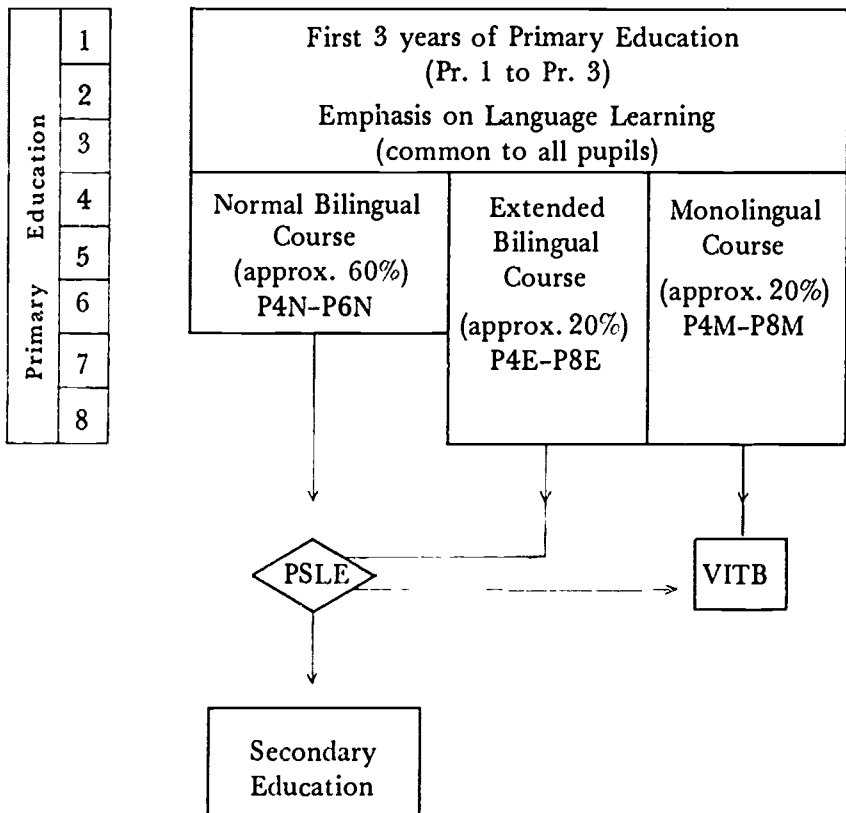 Primary Education
1
2
3
4
5
6
7
8
First 3 years of Primary Education
(Pr. 1 to Pr. 3)
Emphasis on Language Learning
(common to all pupils)
Normal Bilingual
Course
(approx. 60%)
P4N–P6N
Extended
Bilingual
Course
(approx. 20%)
P4E–P8E
Monolingual
Course
(approx. 20%)
P4M–P8M
PSLE
VITB
Secondary
Education